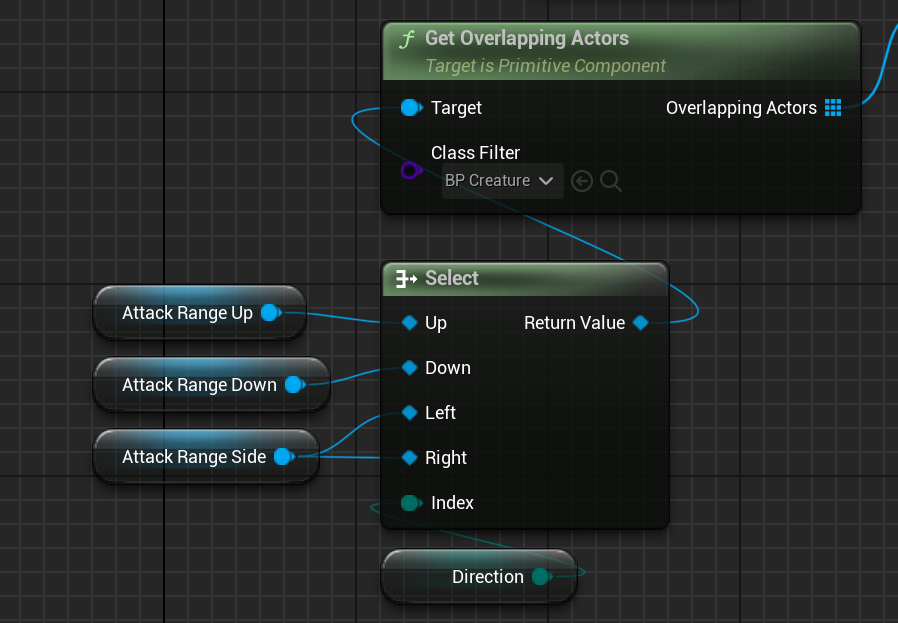 Get Overlapping Actors
Target is Primitive Component
Target
Overlapping Actors
Class Filter
BP Creature
Select
Attack Range Up
Up
Return Value
Attack Range Down
Down
Left
Attack Range Side
Right
Index
Direction